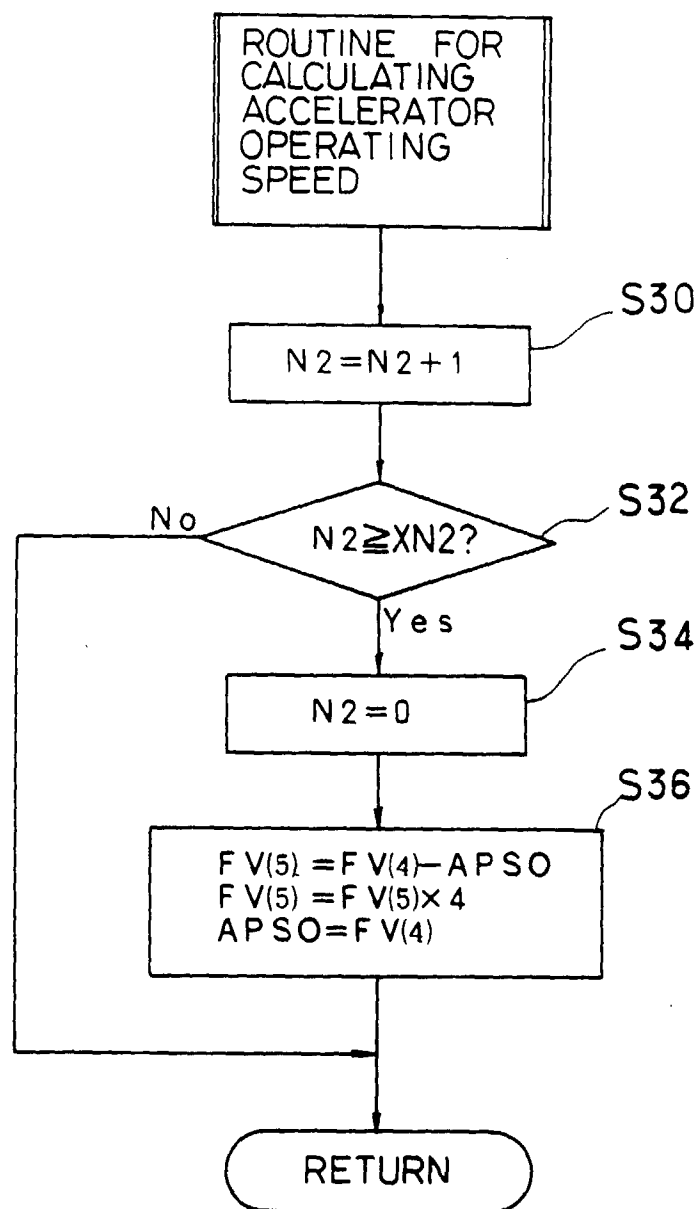 ROUTINE FOR
CALCULATING
ACCELERATOR
OPERATING
SPEED
S30
N2=N2+1
S32
No
N2≧XN2?
Yes
S34
N2=0
S36
FV(5)=FV(4)-APSO
FV(5)=FV(5)×4
APSO=FV(4)
RETURN